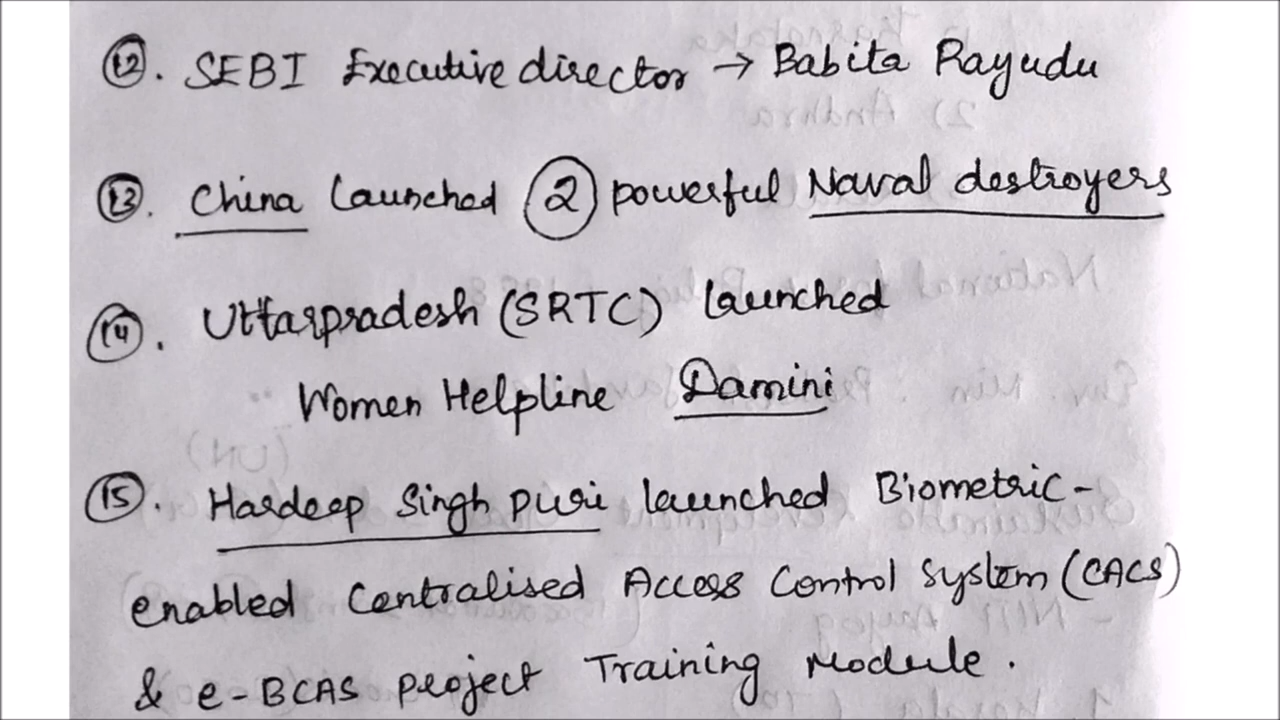 12. SEBI Executive director → Babita Rayudu
13. China launched 2 powerful Naval destroyers
14. Uttarpradesh (SRTC) launched
Women Helpline Damini
15. Hardeep Singh puri launched Biometric-
enabled Centralised Access Control System (CACS)
& e-BCAS project Training Module.